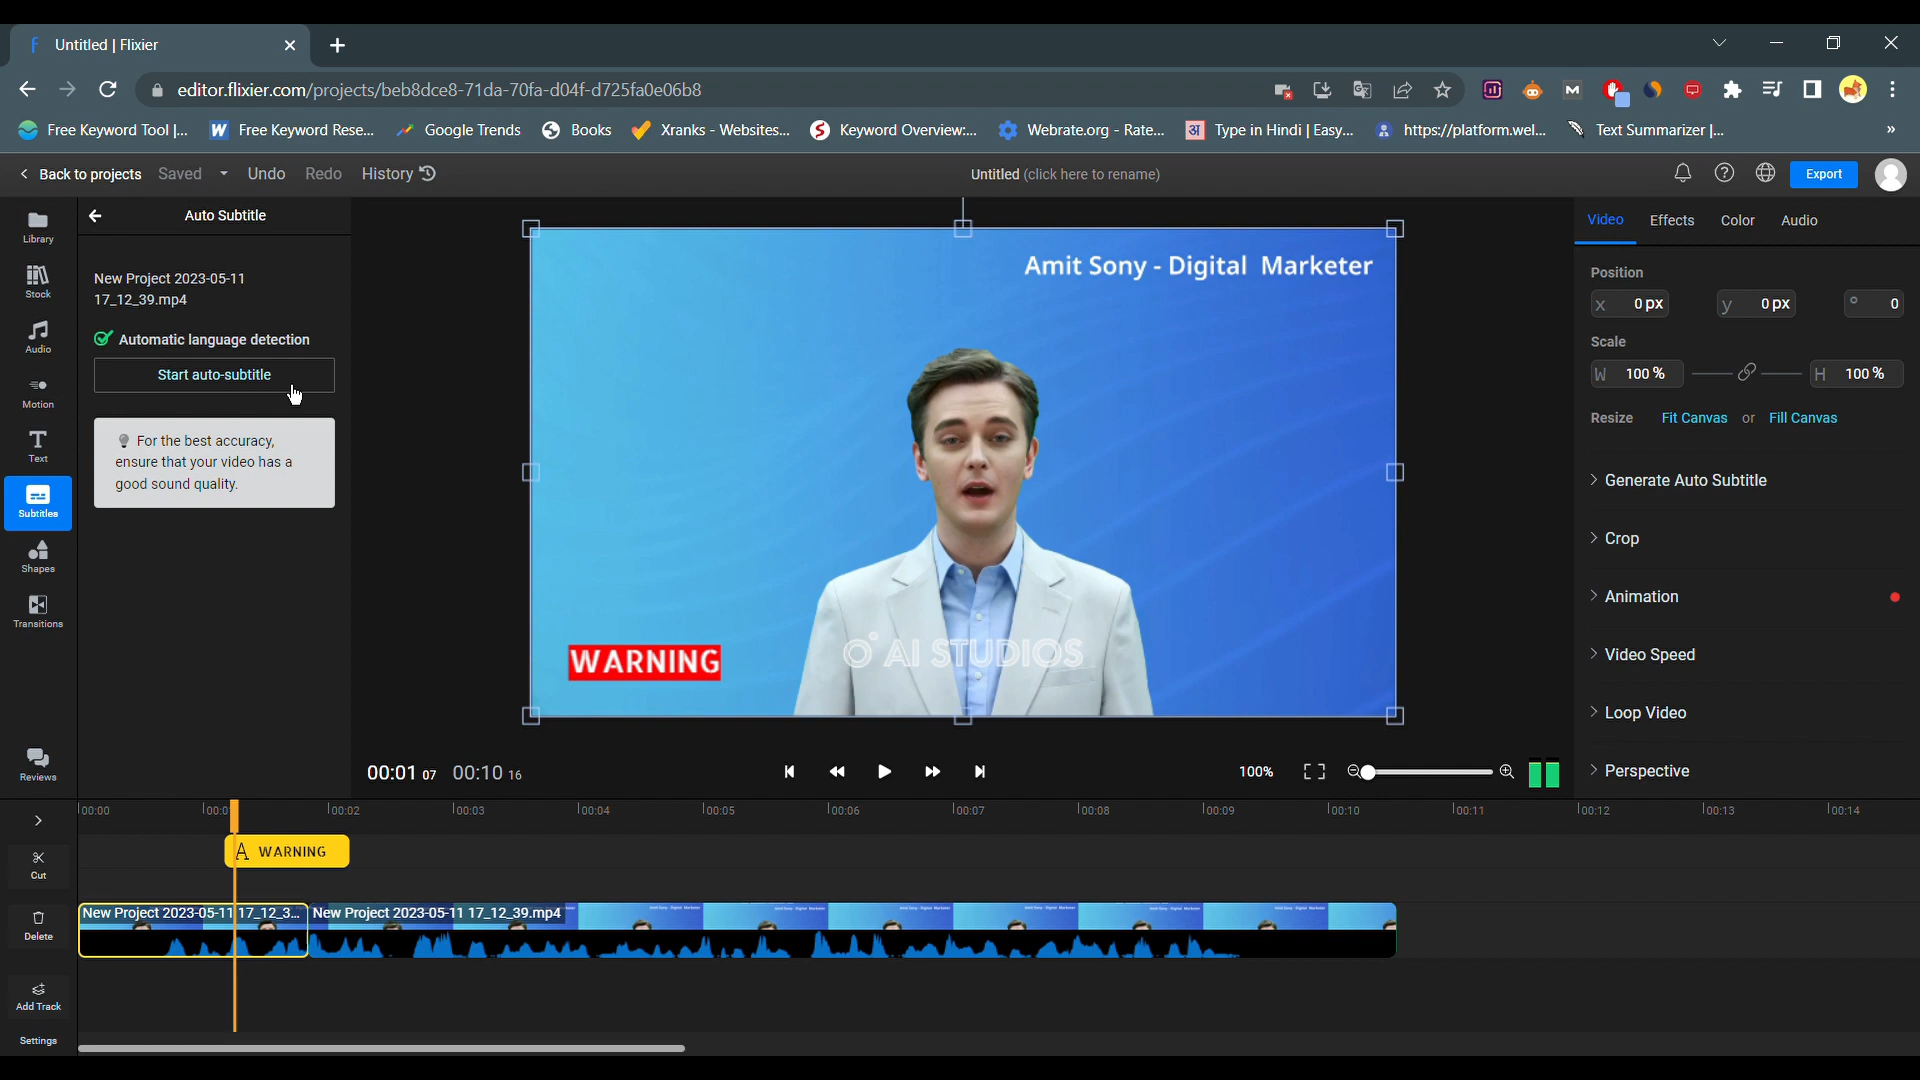 Untitled | Flixier
editor.flixier.com/projects/beb8dce8-71da-70fa-d04f-d725fa0e06b8
Free Keyword Tool |...
Free Keyword Rese...
Google Trends
Books
Xranks - Websites...
Keyword Overview:...
Webrate.org - Rate...
Type in Hindi | Easy...
https://platform.wel...
Text Summarizer |...
»
Back to projects
Saved
Undo
Redo
History
Untitled (click here to rename)
Export
Library
Stock
Audio
Motion
Text
Subtitles
Shapes
Transitions
Reviews
Auto Subtitle
New Project 2023-05-11
17_12_39.mp4
Automatic language detection
Start auto-subtitle
For the best accuracy,
ensure that your video has a
good sound quality.
Amit Sony - Digital Marketer
WARNING
AI STUDIOS
Video
Effects
Color
Audio
Position
x 0 px
y 0 px
° 0
Scale
W 100 %
H 100 %
Resize Fit Canvas or Fill Canvas
Generate Auto Subtitle
Crop
Animation
Video Speed
Loop Video
Perspective
00:01 07 00:10 16
100%
00:00
00:02
00:03
00:04
00:05
00:06
00:07
00:08
00:09
00:10
00:11
00:12
00:13
00:14
A WARNING
New Project 2023-05-11 17_12_3...
New Project 2023-05-11 17_12_39.mp4
Cut
Delete
Add Track
Settings